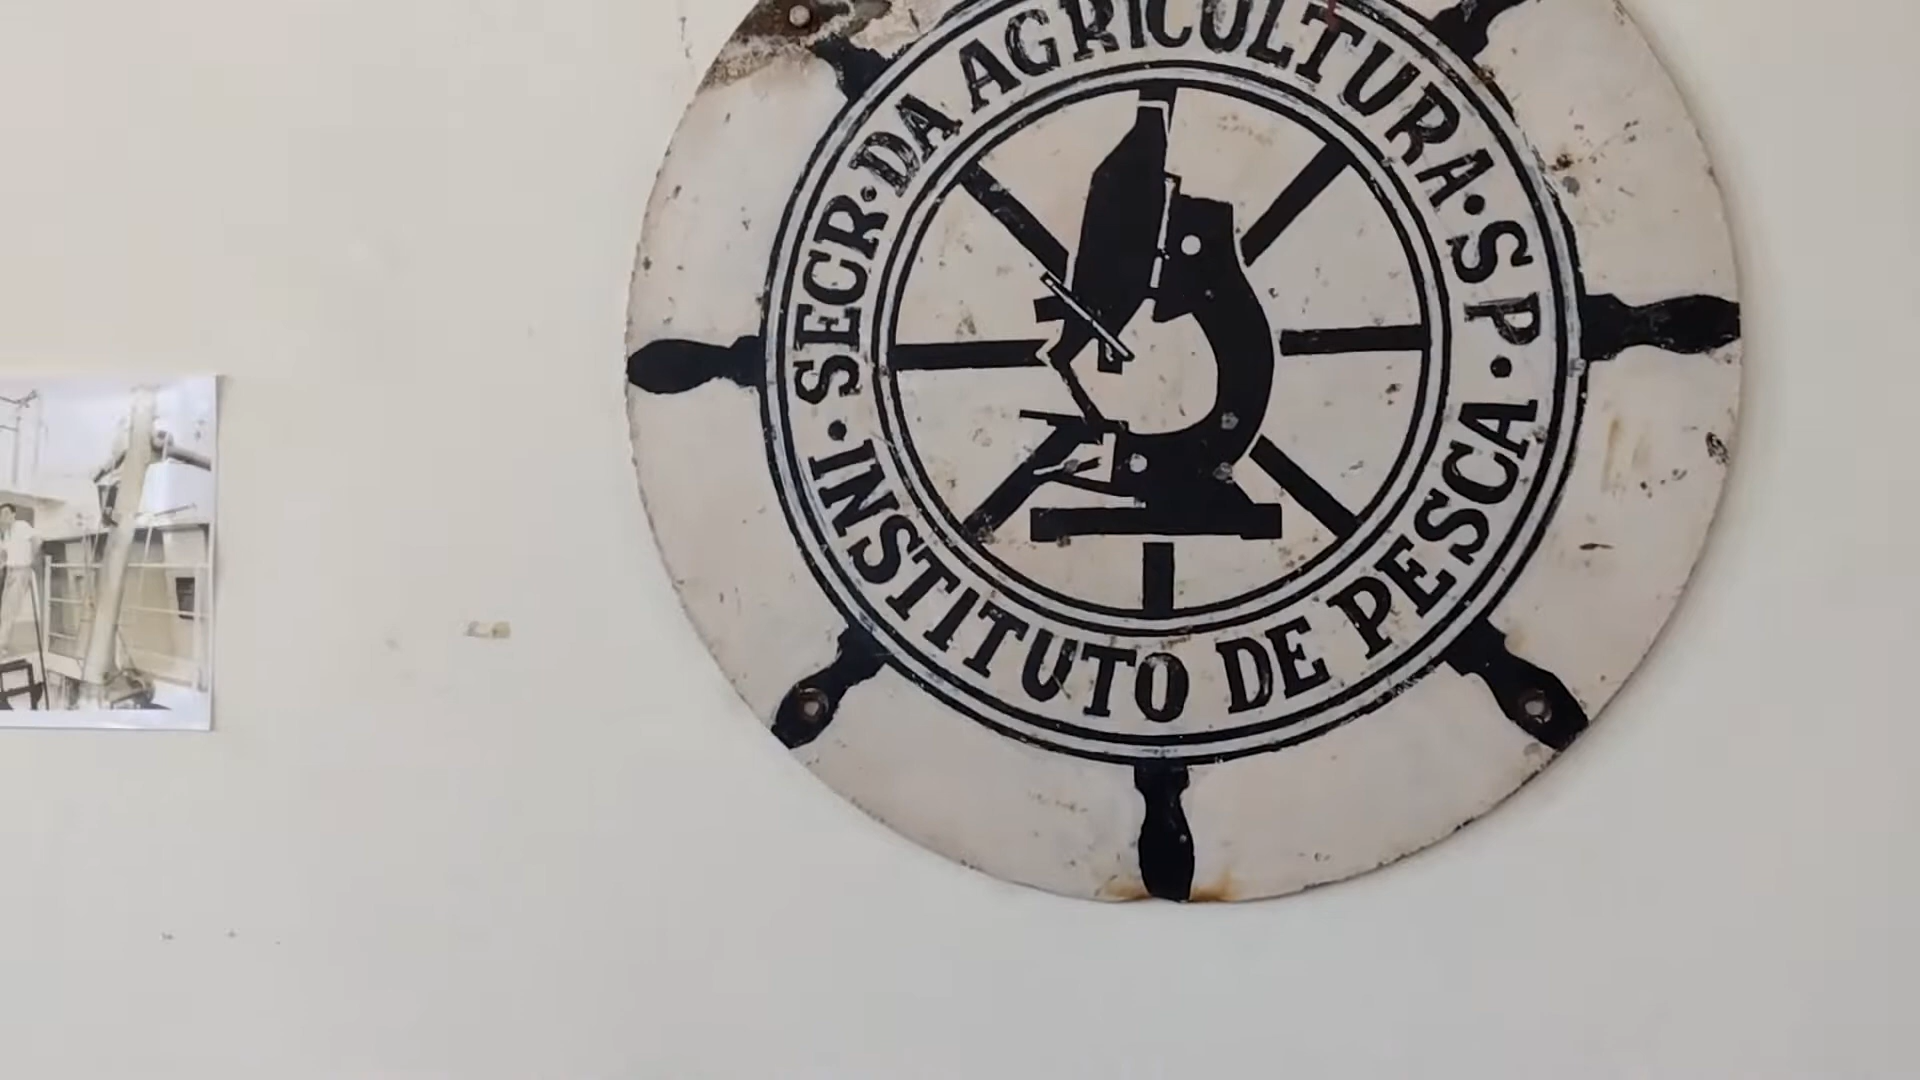 · SECR · DA AGRICULTURA · S P ·
INSTITUTO DE PESCA